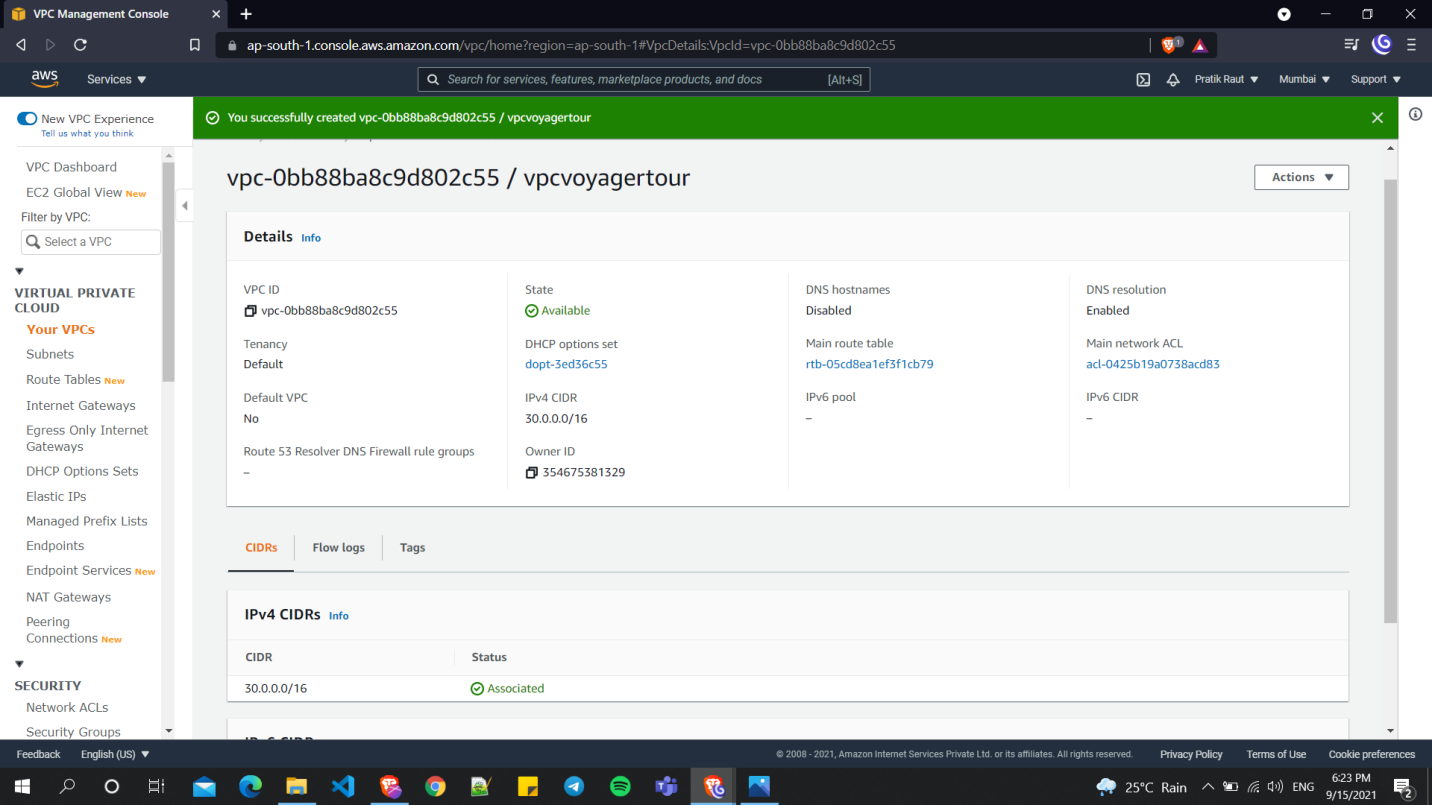 VPC Management Console
ap-south-1.console.aws.amazon.com/vpc/home?region=ap-south-1#VpcDetails:VpcId=vpc-0bb88ba8c9d802c55
1
aws
Services
Search for services, features, marketplace products, and docs
[Alt+S]
Pratik Raut
Mumbai
Support
New VPC Experience
Tell us what you think
You successfully created vpc-0bb88ba8c9d802c55 / vpcvoyagertour
VPC Dashboard
EC2 Global View New
Filter by VPC:
Select a VPC
VIRTUAL PRIVATE
CLOUD
Your VPCs
Subnets
Route Tables New
Internet Gateways
Egress Only Internet
Gateways
DHCP Options Sets
Elastic IPs
Managed Prefix Lists
Endpoints
Endpoint Services New
NAT Gateways
Peering
Connections New
SECURITY
Network ACLs
Security Groups
vpc-0bb88ba8c9d802c55 / vpcvoyagertour
Actions
Details Info
VPC ID
vpc-0bb88ba8c9d802c55
State
Available
DNS hostnames
Disabled
DNS resolution
Enabled
Tenancy
Default
DHCP options set
dopt-3ed36c55
Main route table
rtb-05cd8ea1ef3f1cb79
Main network ACL
acl-0425b19a0738acd83
Default VPC
No
IPv4 CIDR
30.0.0.0/16
IPv6 pool
–
IPv6 CIDR
–
Route 53 Resolver DNS Firewall rule groups
–
Owner ID
354675381329
CIDRs
Flow logs
Tags
IPv4 CIDRs Info
CIDR
Status
30.0.0.0/16
Associated
Feedback
English (US)
© 2008 - 2021, Amazon Internet Services Private Ltd. or its affiliates. All rights reserved.
Privacy Policy
Terms of Use
Cookie preferences
25°C Rain
ENG
6:23 PM
9/15/2021
2